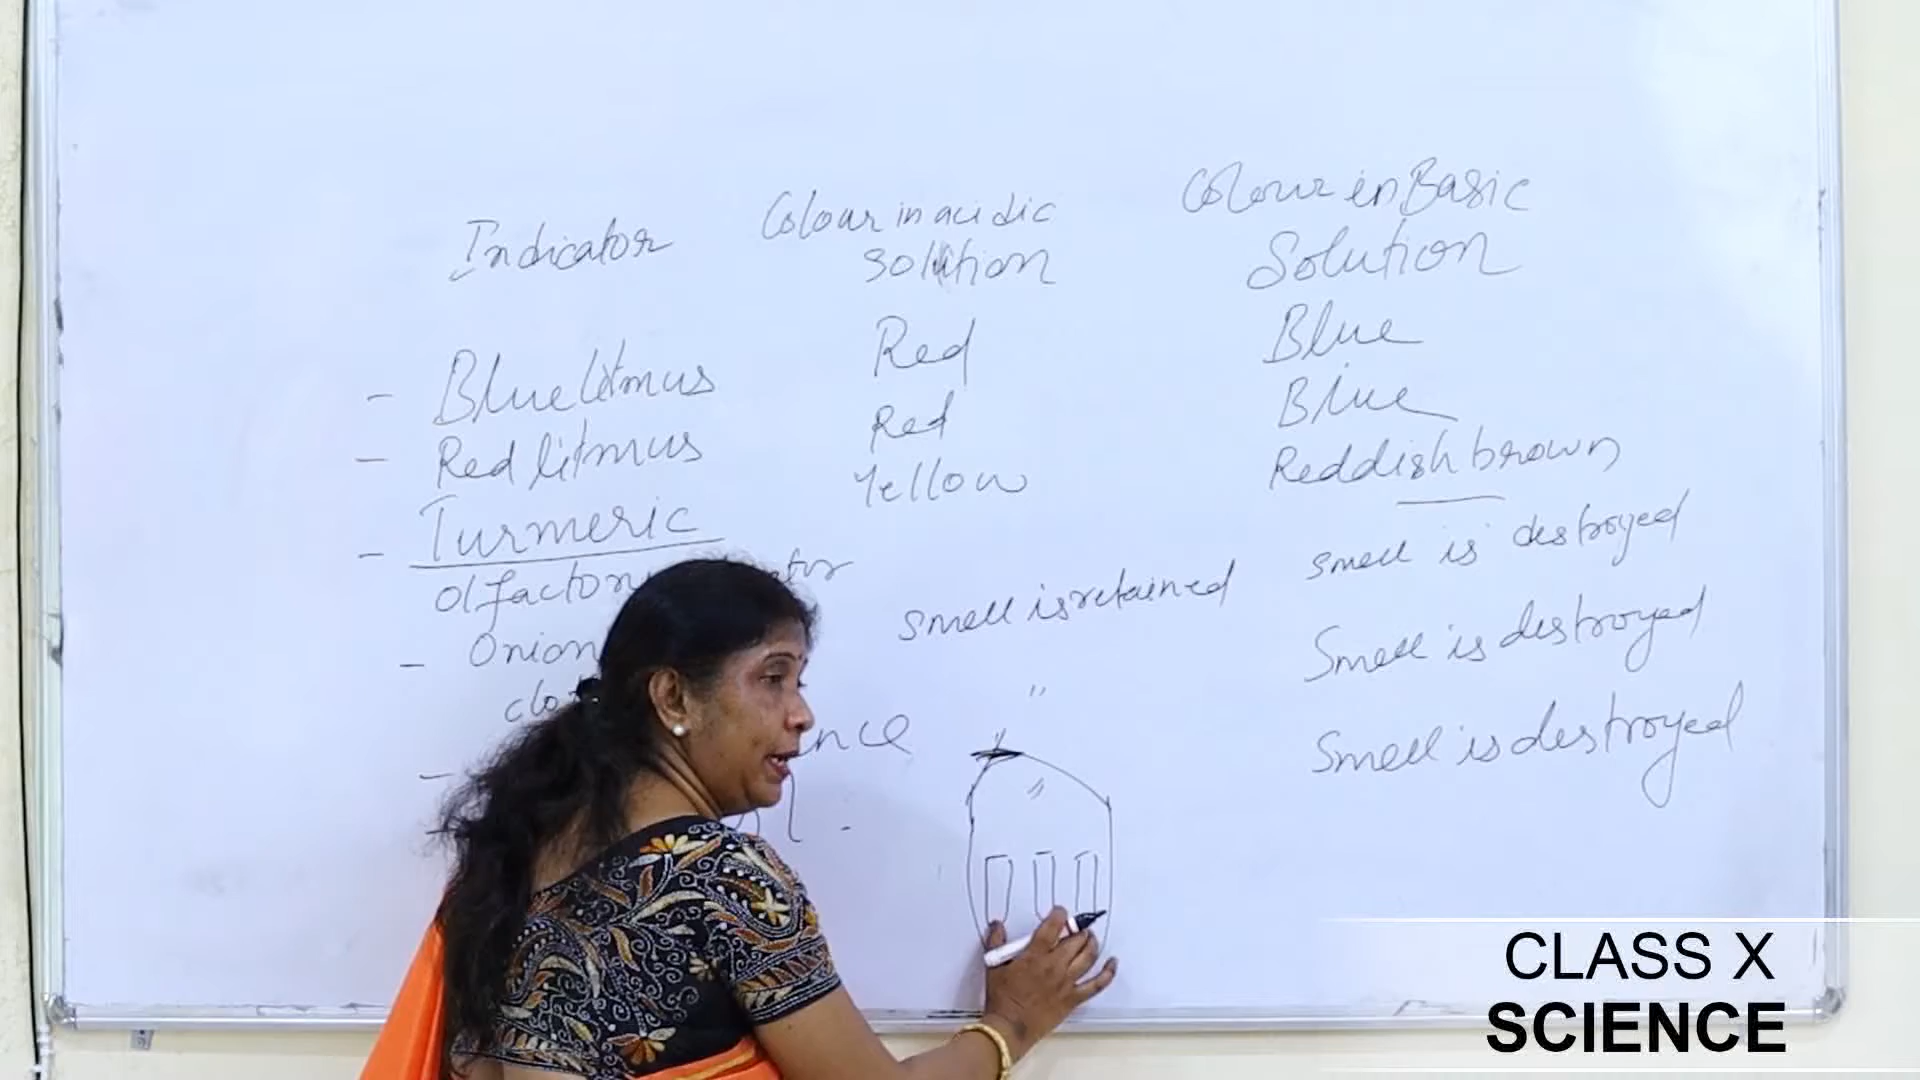 Indicator
Colour in acidic
solution
Colour in Basic
Solution
Blue litmus
Red
Blue
Red litmus
Red
Blue
Turmeric
Yellow
Reddish brown
olfactory
smell is retained
smell is destroyed
Onion
"
Smell is destroyed
Smell is destroyed
CLASS X
SCIENCE